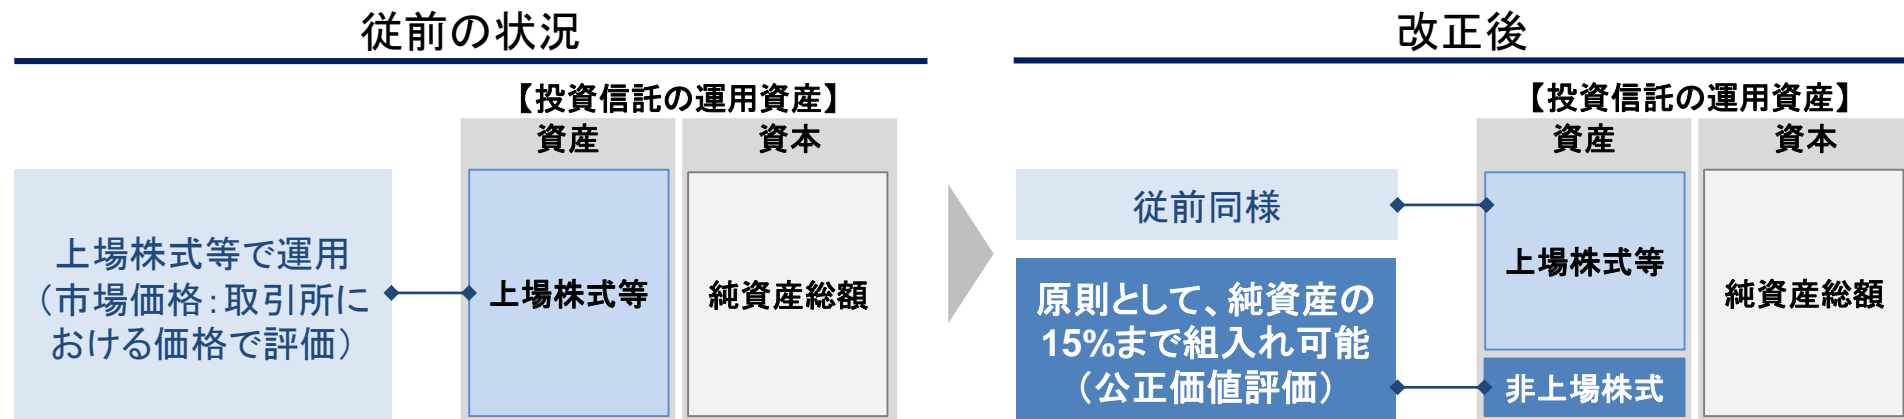 従前の状況
【投資信託の運用資産】
資産
資本
上場株式等で運用
（市場価格：取引所に
おける価格で評価）
上場株式等
純資産総額
改正後
【投資信託の運用資産】
資産
資本
従前同様
上場株式等
純資産総額
原則として、純資産の
15%まで組入れ可能
（公正価値評価）
非上場株式